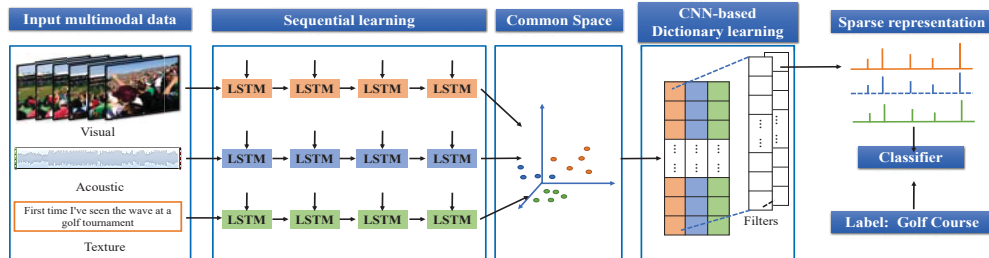 Input multimodal data
Sequential learning
Common Space
CNN-based
Dictionary learning
Sparse representation
Visual
LSTM LSTM LSTM LSTM
Acoustic
LSTM LSTM LSTM LSTM
First time I've seen the wave at a
golf tournament
Texture
LSTM LSTM LSTM LSTM
Filters
Classifier
Label: Golf Course